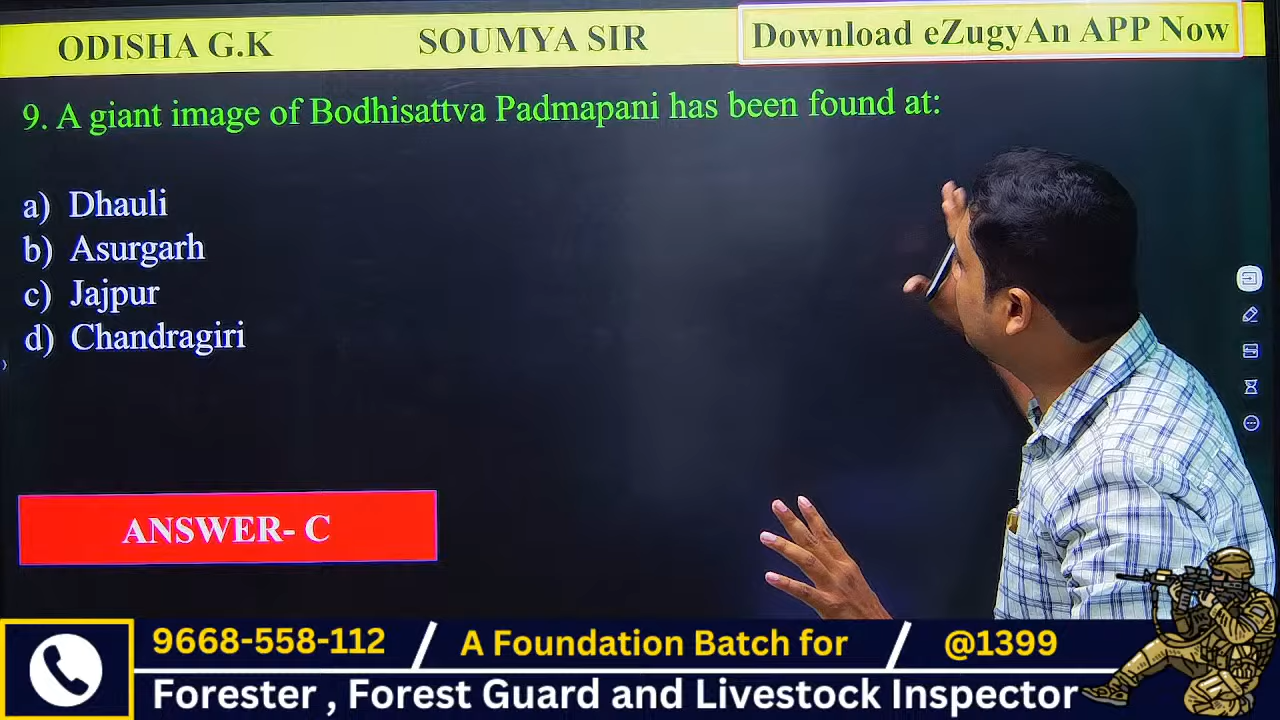 ODISHA G.K SOUMYA SIR Download eZugyAn APP Now
9. A giant image of Bodhisattva Padmapani has been found at:
a) Dhauli
b) Asurgarh
c) Jajpur
d) Chandragiri
ANSWER- C
9668-558-112 / A Foundation Batch for / @1399
Forester , Forest Guard and Livestock Inspector